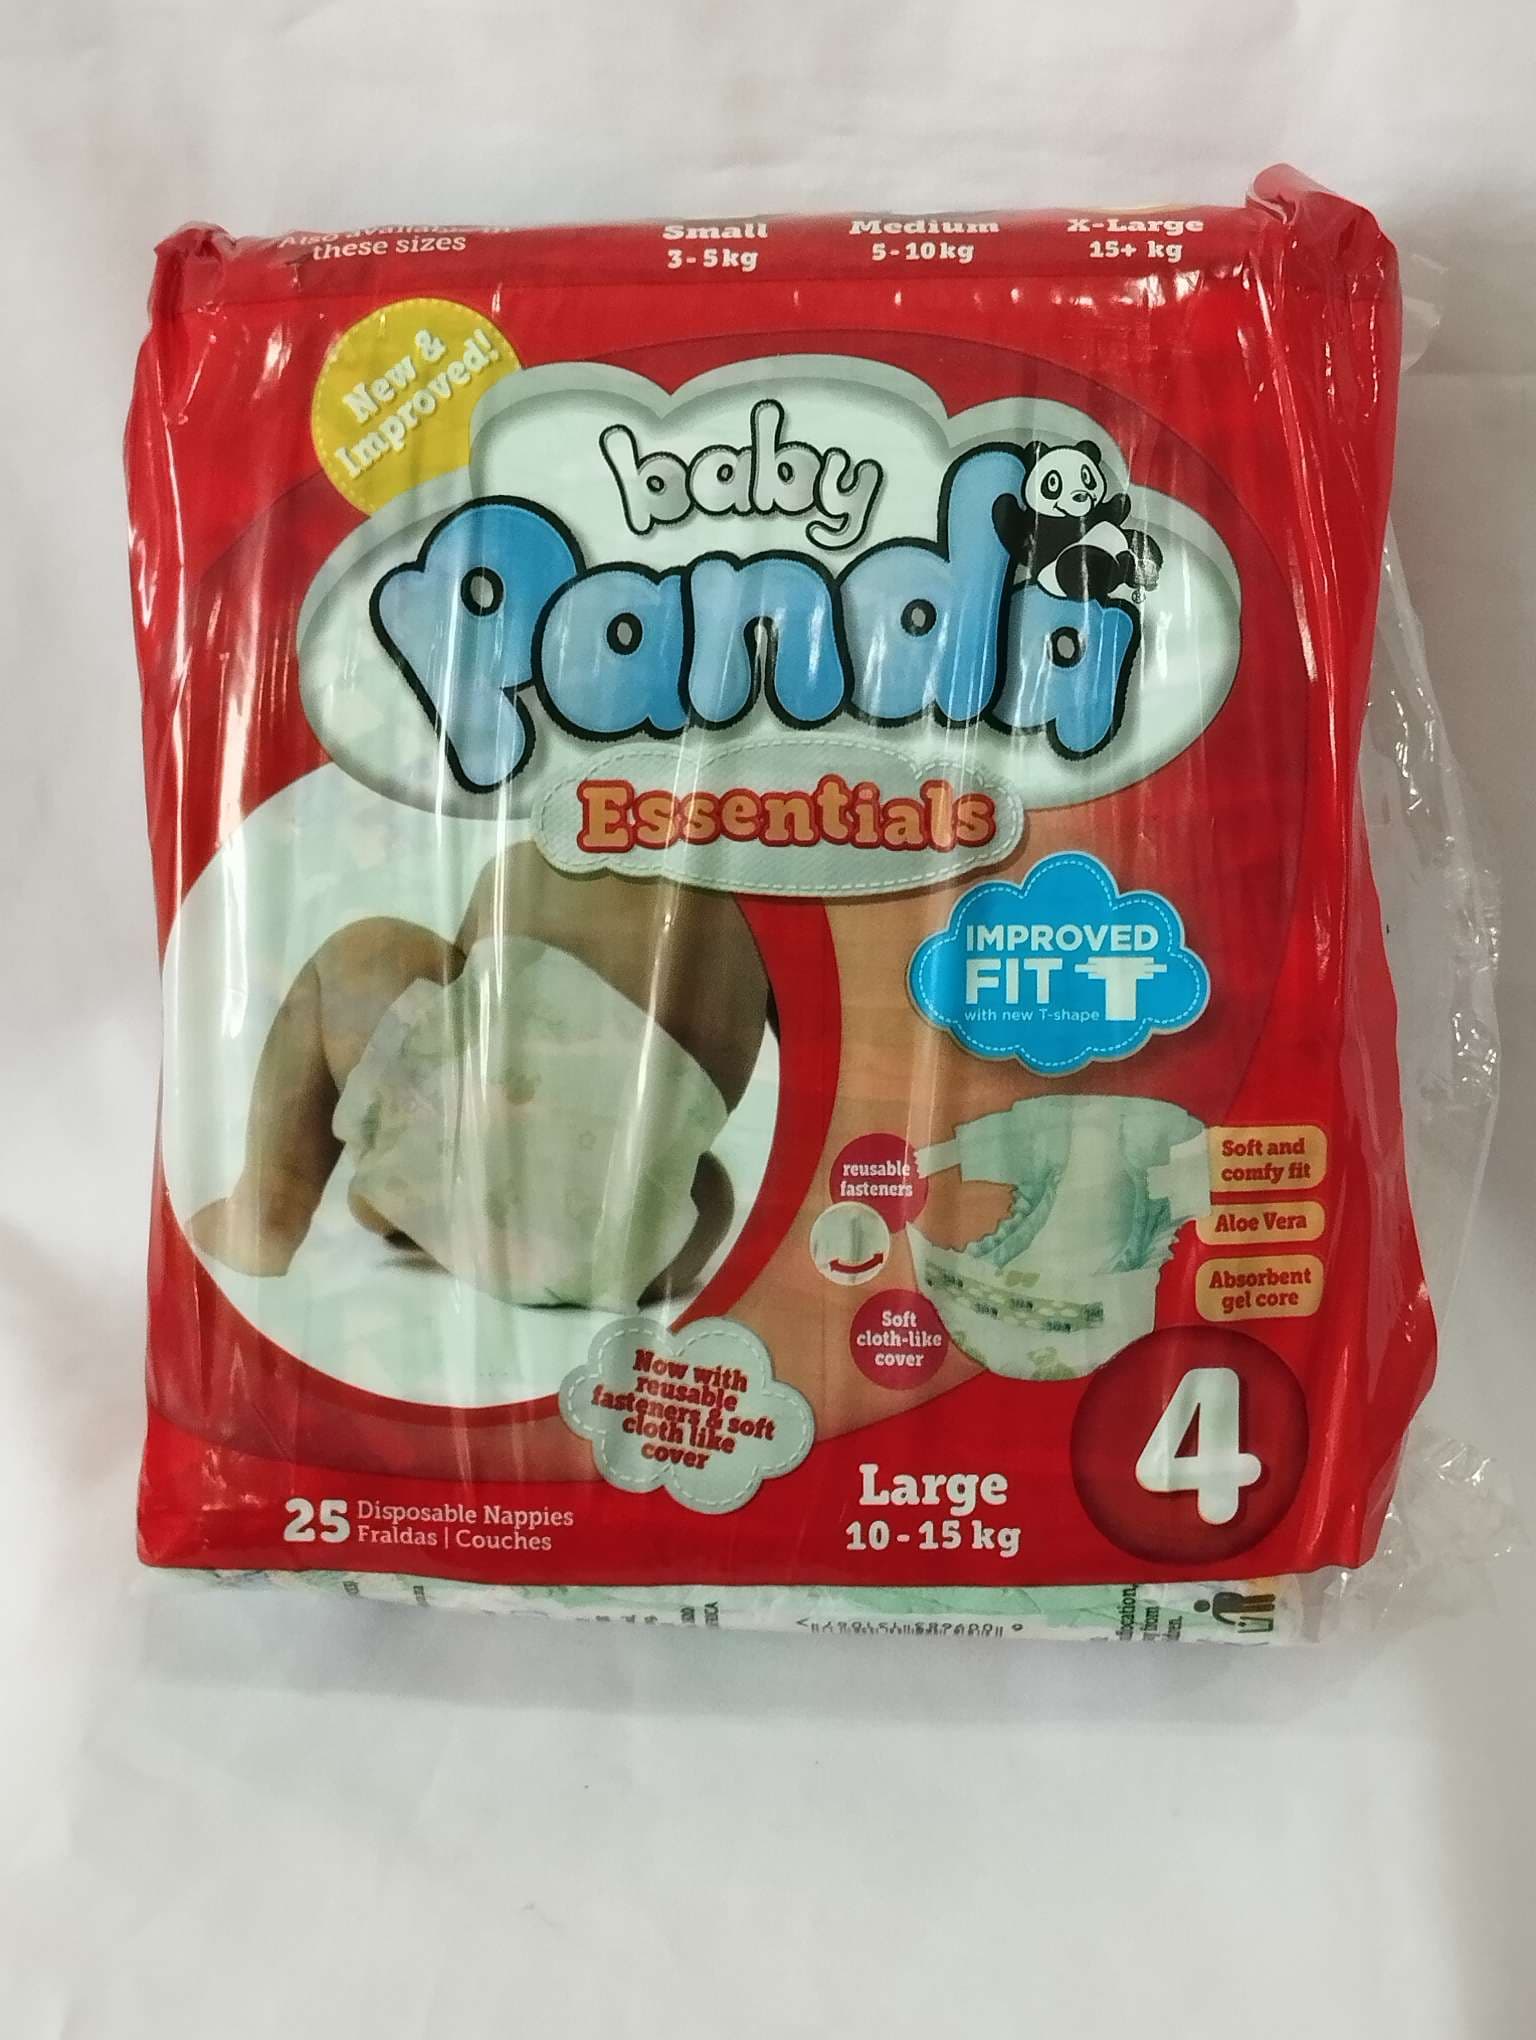 these sizes
Small
3-5kg
Medium
5-10kg
X-Large
15+ kg
New &
Improved!
baby
Panda
®
Essentials
IMPROVED
FIT
with new T-shape
reusable
fasteners
Soft and
comfy fit
Aloe Vera
Absorbent
gel core
Soft
cloth-like
cover
Now with
reusable
fasteners & soft
cloth like
cover
25 Disposable Nappies
Fraldas | Couches
Large
10-15 kg
4